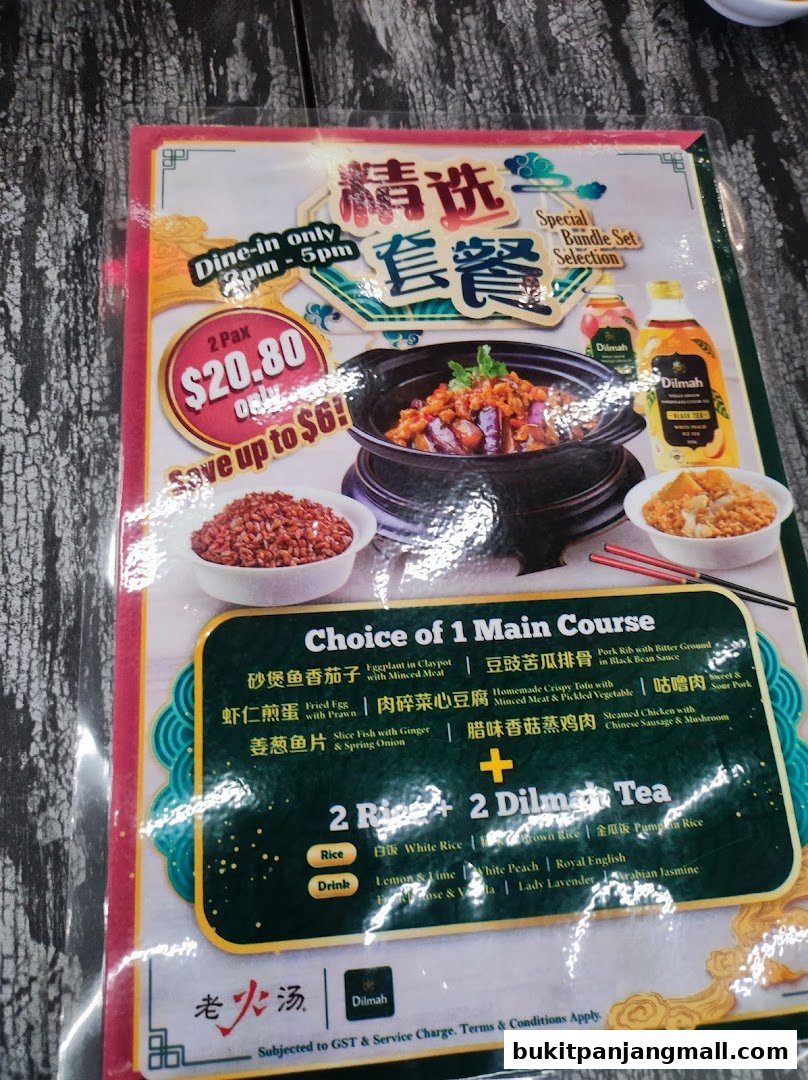 精选
套餐
Special
Bundle Set
Selection
Dine-in only
2pm - 5pm
2 Pax
$20.80
only
Save up to $6!
Dilmah
Dilmah
BLACK TEA
WHITE PEACH
ICE TEA
Choice of 1 Main Course
砂煲鱼香茄子 Eggplant in Claypot with Minced Meat | 豆豉苦瓜排骨 Pork Rib with Bitter Ground in Black Bean Sauce
虾仁煎蛋 Fried Egg with Prawn | 肉碎菜心豆腐 Homemade Crispy Tofu with Minced Meat & Pickled Vegetable | 咕噜肉 Sweet & Sour Pork
姜葱鱼片 Slice Fish with Ginger & Spring Onion | 腊味香菇蒸鸡肉 Steamed Chicken with Chinese Sausage & Mushroom
+
2 Rice + 2 Dilmah Tea
Rice 白饭 White Rice | Brown Rice | 金瓜饭 Pumpkin Rice
Drink Lemon & Lime | White Peach | Royal English
Rose & Vanilla | Lady Lavender | Arabian Jasmine
老火汤 Dilmah
Subjected to GST & Service Charge. Terms & Conditions Apply.
bukitpanjangmall.com